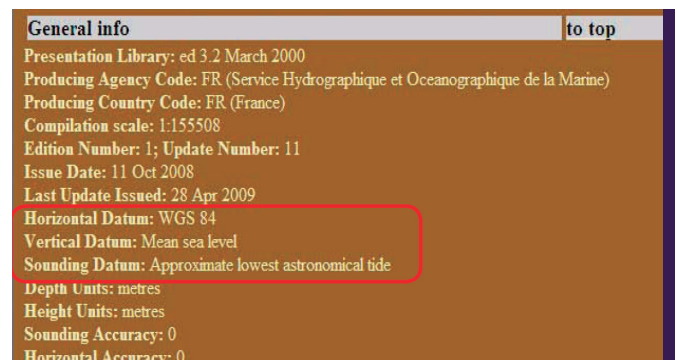 General info to top
Presentation Library: ed 3.2 March 2000
Producing Agency Code: FR (Service Hydrographique et Oceanographique de la Marine)
Producing Country Code: FR (France)
Compilation scale: 1:155508
Edition Number: 1; Update Number: 11
Issue Date: 11 Oct 2008
Last Update Issued: 28 Apr 2009
Horizontal Datum: WGS 84
Vertical Datum: Mean sea level
Sounding Datum: Approximate lowest astronomical tide
Depth Units: metres
Height Units: metres
Sounding Accuracy: 0
Horizontal Accuracy: 0